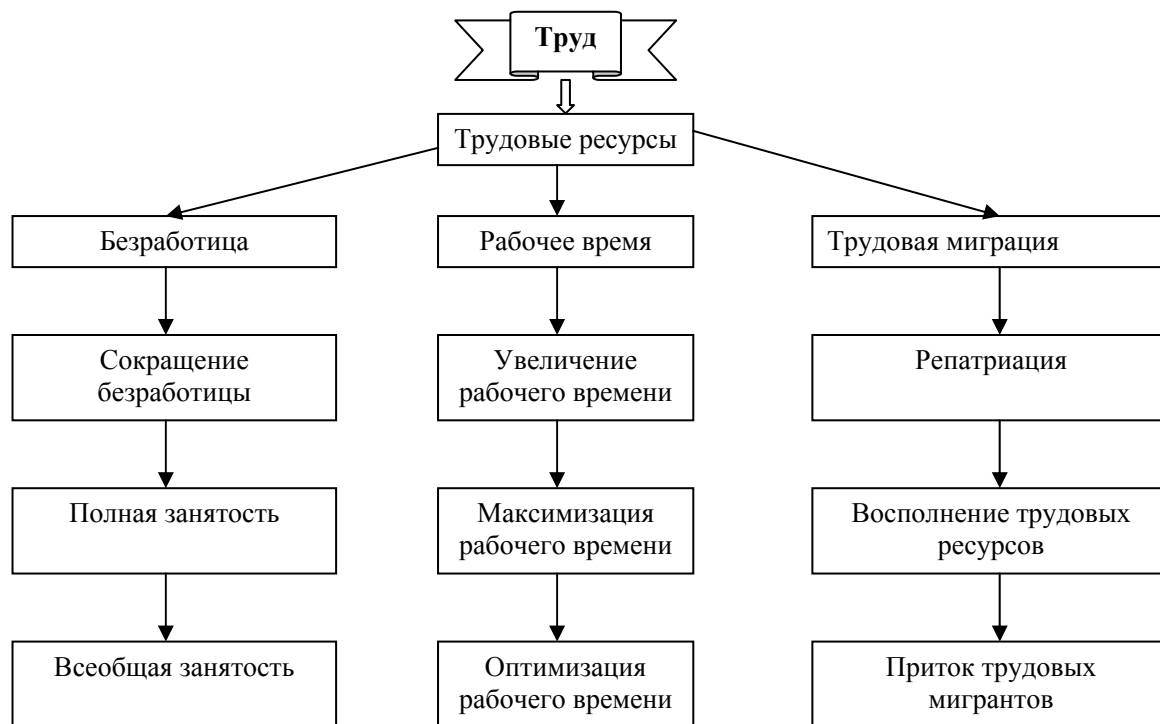 Труд
Трудовые ресурсы
Безработица
Рабочее время
Трудовая миграция
Сокращение
безработицы
Увеличение
рабочего времени
Репатриация
Полная занятость
Максимизация
рабочего времени
Восполнение трудовых
ресурсов
Всеобщая занятость
Оптимизация
рабочего времени
Приток трудовых
мигрантов